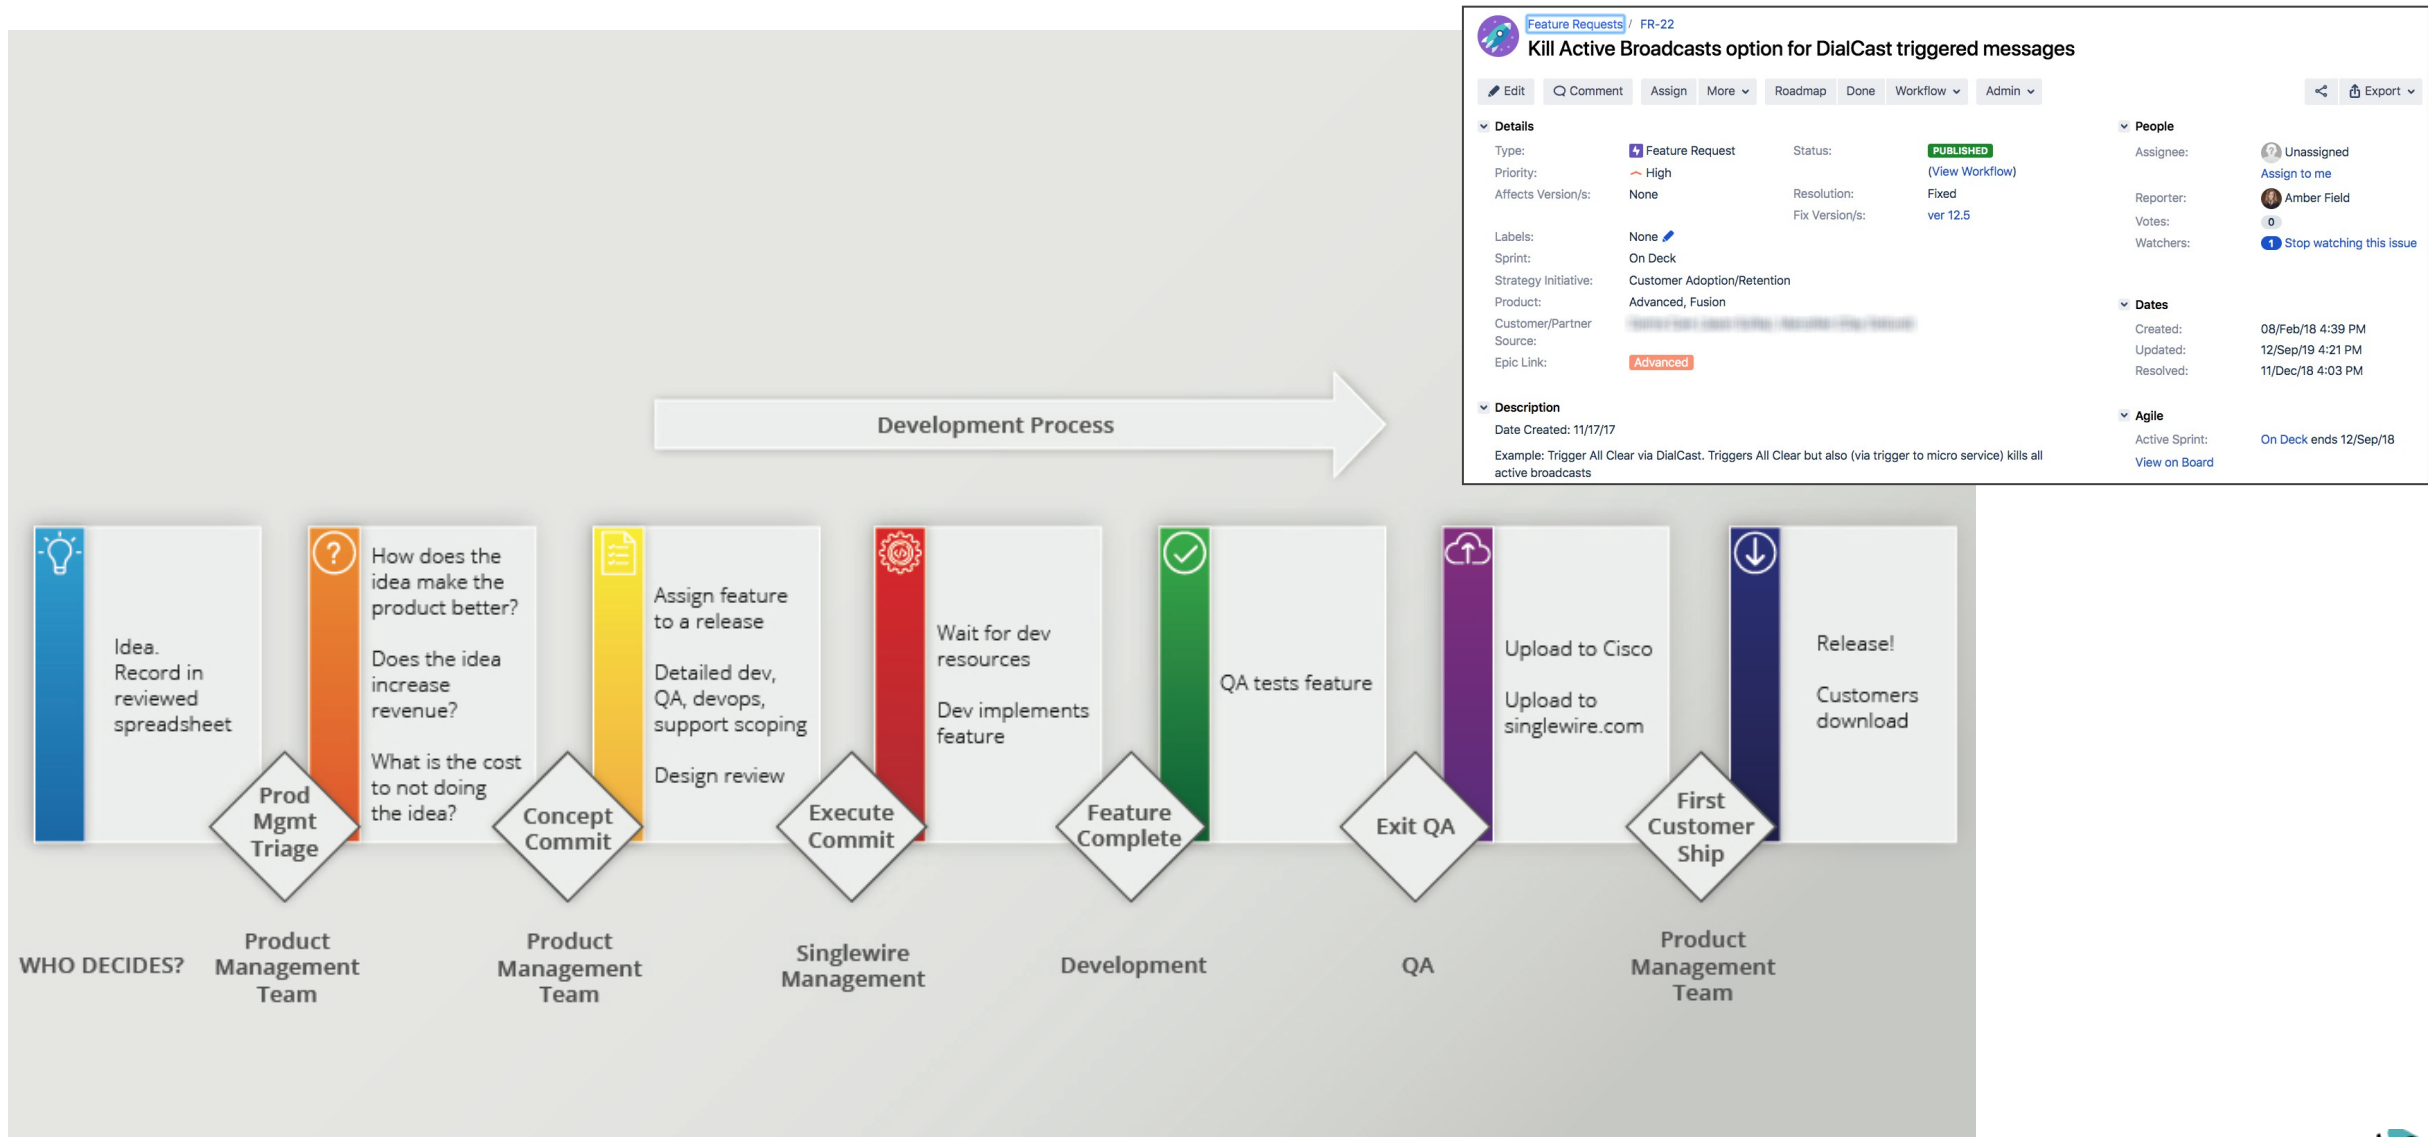 Feature Requests / FR-22
Kill Active Broadcasts option for DialCast triggered messages
Edit Comment Assign More Roadmap Done Workflow Admin Export
Details
Type: Feature Request Status: PUBLISHED
Priority: High (View Workflow)
Affects Version/s: None Resolution: Fixed
Fix Version/s: ver 12.5
Labels: None
Sprint: On Deck
Strategy Initiative: Customer Adoption/Retention
Product: Advanced, Fusion
Customer/Partner
Source:
Epic Link: Advanced
Description
Date Created: 11/17/17
Example: Trigger All Clear via DialCast. Triggers All Clear but also (via trigger to micro service) kills all
active broadcasts
People
Assignee: Unassigned
Assign to me
Reporter: Amber Field
Votes: 0
Watchers: 1 Stop watching this issue
Dates
Created: 08/Feb/18 4:39 PM
Updated: 12/Sep/19 4:21 PM
Resolved: 11/Dec/18 4:03 PM
Agile
Active Sprint: On Deck ends 12/Sep/18
View on Board
Development Process
Idea.
Record in
reviewed
spreadsheet
Prod
Mgmt
Triage
How does the
idea make the
product better?
Does the idea
increase
revenue?
What is the cost
to not doing
the idea?
Concept
Commit
Assign feature
to a release
Detailed dev,
QA, devops,
support scoping
Design review
Execute
Commit
Wait for dev
resources
Dev implements
feature
Feature
Complete
QA tests feature
Exit QA
Upload to Cisco
Upload to
singlewire.com
First
Customer
Ship
Release!
Customers
download
WHO DECIDES?
Product
Management
Team
Product
Management
Team
Singlewire
Management
Development
QA
Product
Management
Team